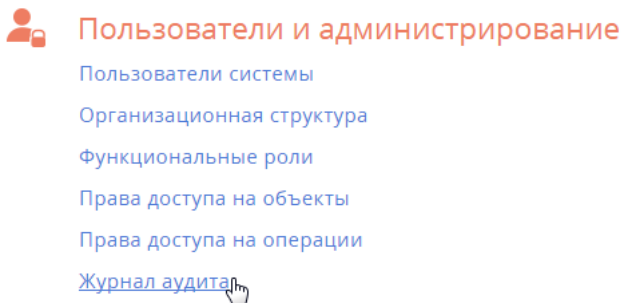 Пользователи и администрирование
Пользователи системы
Организационная структура
Функциональные роли
Права доступа на объекты
Права доступа на операции
Журнал аудита